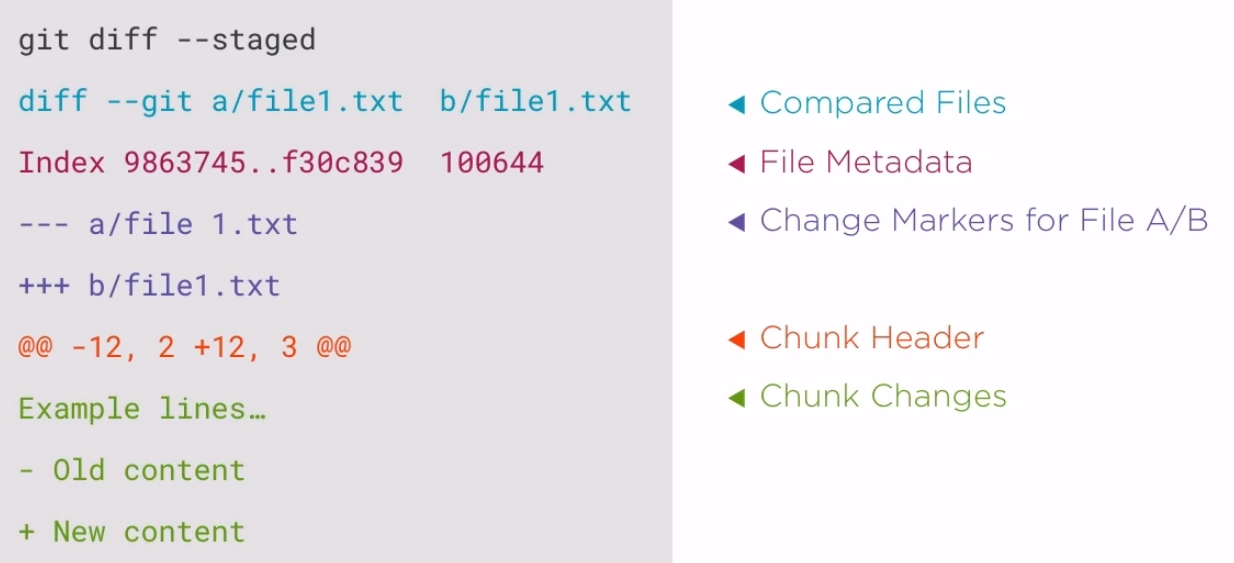 git diff --staged
diff --git a/file1.txt  b/file1.txt
◄ Compared Files
Index 9863745..f30c839  100644
◄ File Metadata
--- a/file 1.txt
◄ Change Markers for File A/B
+++ b/file1.txt
@@ -12, 2 +12, 3 @@
◄ Chunk Header
Example lines…
◄ Chunk Changes
- Old content
+ New content